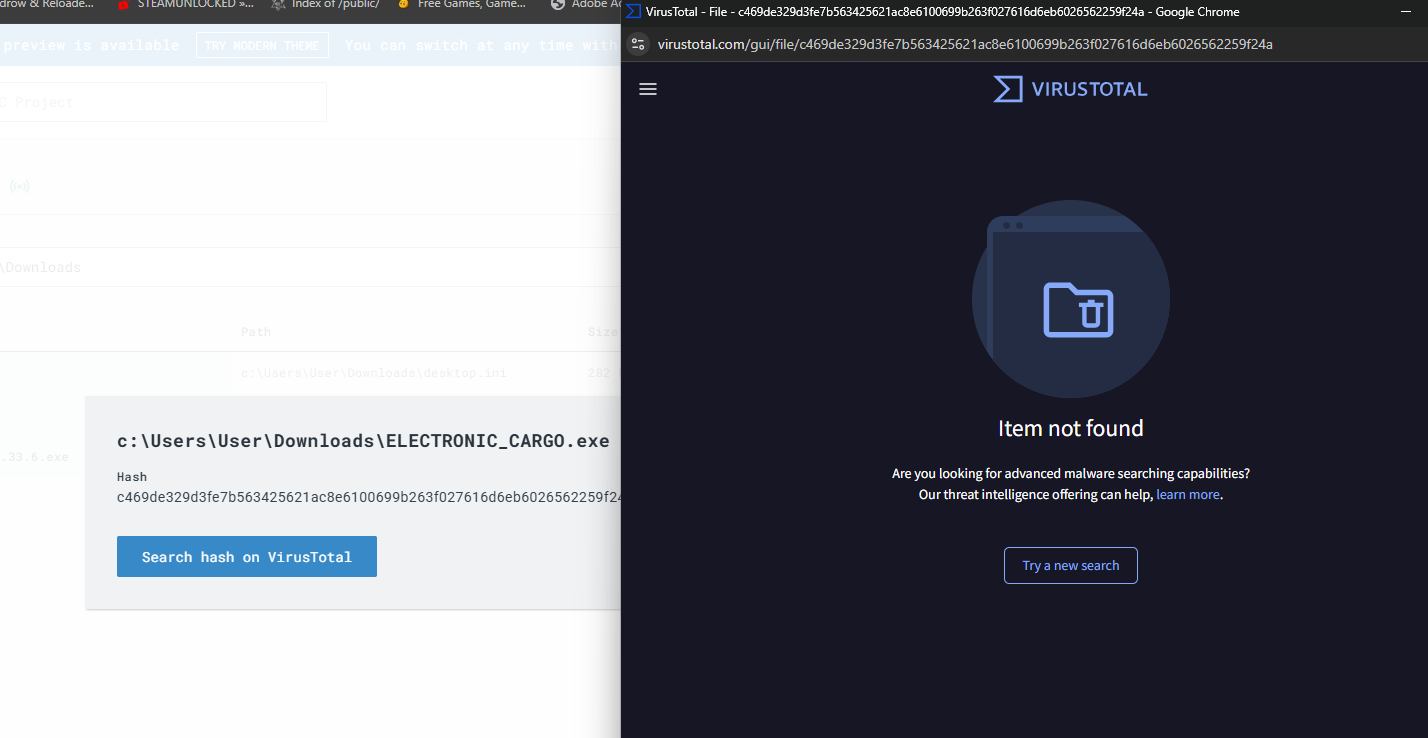 drow & Reloade...
STEAMUNLOCKED »...
Index of /public/
Free Games, Game...
Adobe Ac
preview is available
TRY MODERN THEME
You can switch at any time with
C Project
\Downloads
Path
Size
c:\Users\User\Downloads\desktop.ini
282
.33.6.exe
c:\Users\User\Downloads\ELECTRONIC_CARGO.exe
Hash
c469de329d3fe7b563425621ac8e6100699b263f027616d6eb6026562259f24
Search hash on VirusTotal
VirusTotal - File - c469de329d3fe7b563425621ac8e6100699b263f027616d6eb6026562259f24a - Google Chrome
virustotal.com/gui/file/c469de329d3fe7b563425621ac8e6100699b263f027616d6eb6026562259f24a
VIRUSTOTAL
Item not found
Are you looking for advanced malware searching capabilities?
Our threat intelligence offering can help, learn more.
Try a new search